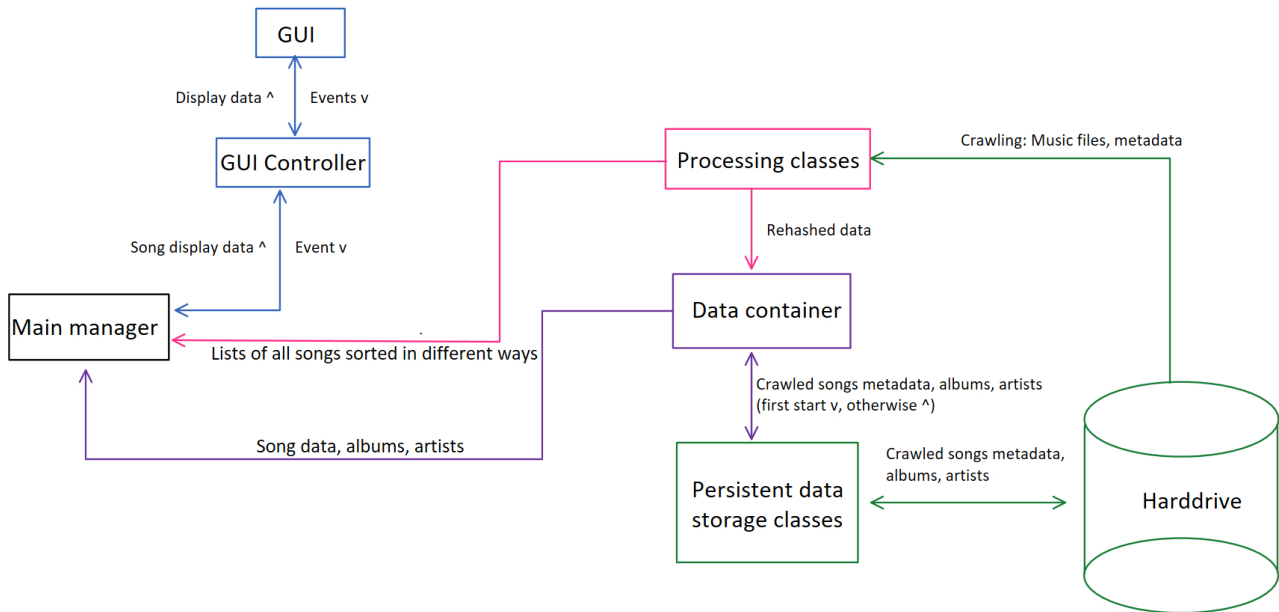 GUI
Display data ^
Events v
GUI Controller
Processing classes
Crawling: Music files, metadata
Song display data ^
Event v
Rehashed data
Main manager
Data container
Lists of all songs sorted in different ways
Crawled songs metadata, albums, artists
(first start v, otherwise ^)
Song data, albums, artists
Crawled songs metadata,
albums, artists
Persistent data
storage classes
Harddrive